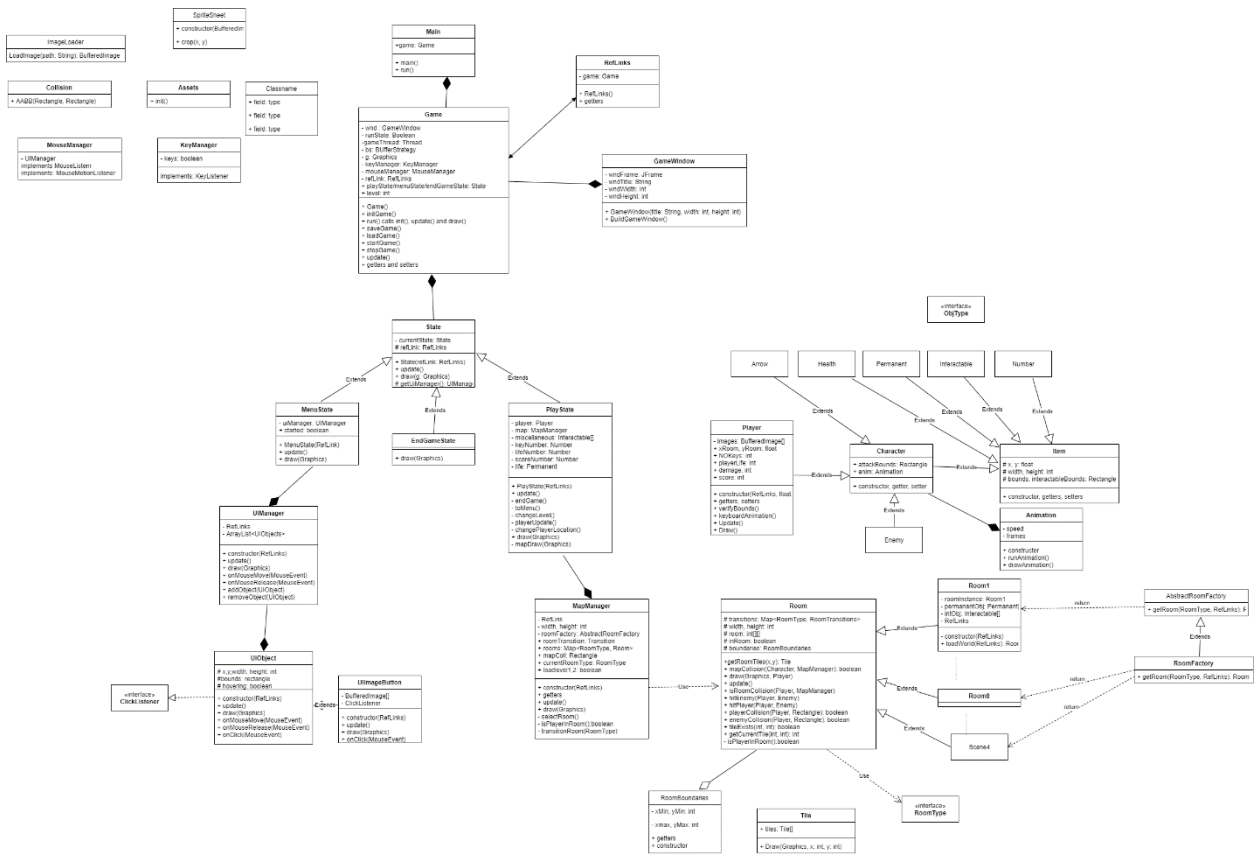 SpriteSheet
+ constructor(BufferedIm
+ crop(x, y)
ImageLoader
LoadImage(path: String): BufferedImage
Collision
+ AABB(Rectangle, Rectangle)
Assets
+ init()
Classname
+ field: type
+ field: type
+ field: type
MouseManager
- UIManager
implements MouseListenr
implements: MouseMotionListener
KeyManager
- keys: boolean
implements: KeyListener
Main
+game: Game
+ main()
+ run()
RefLinks
- game: Game
+ RefLinks()
+ getters
Game
- wnd : GameWindow
- runState: Boolean
-gameThread: Thread
- bs: BUfferStrategy
- g: Graphics
- keyManager: KeyManager
- mouseManager: MouseManager
- refLink: RefLinks
+ playState/menuState/endGameState: State
+ level: int
+ Game()
+ initGame()
+ run() calls init(), update() and draw()
+ saveGame()
+ loadGame()
+ startGame()
+ stopGame()
+ update()
+ getters and setters
GameWindow
- wndFrame: JFrame
- wndTitle: String
- wndWidth: int
- wndHeight: int
+ GameWindow(title: String, width: int, height: int)
+ BuildGameWindow()
State
- currentState: State
# refLink: RefLinks
+ State(refLink: RefLinks)
+ update()
+ draw(g: Graphics)
# getUiManager(): UIManag
Extends
Extends
Extends
MenuState
- uiManager: UIManager
+ started: boolean
+ MenuState(RefLink)
+ update()
+ draw(Graphics)
EndGameState
+ draw(Graphics)
PlayState
- player: Player
- map: MapManager
- miscellaneous: Interactable[]
- keyNumber: Number
- lifeNumber: Number
- scoreNumber: Number
- life: Permanent
+ PlayState(RefLinks)
+ update()
+ endGame()
- toMenu()
- changeLevel()
- playerUpdate()
- changePlayerLocation()
+ draw(Graphics)
- mapDraw(Graphics)
UIManager
- RefLinks
- ArrayList<UIObjects>
+ constructor(RefLinks)
+ update()
+ draw(Graphics)
+ onMouseMove(MouseEvent)
+ onMouseRelease(MouseEvent)
+ addObject(UIObject)
+ removeObject(UIObject)
UIObject
# x,y,width, height: int
#bounds: rectangle
# hovering: boolean
+ constructor(RefLinks)
+ update()
+ draw(Graphics)
+ onMouseMove(MouseEvent)
+ onMouseRelease(MouseEvent)
+ onClick(MouseEvent)
«interface»
ClickListener
Extends
UIImageButton
- BufferedImage[]
- ClickListener
+ constructor(RefLinks)
+ update()
+ draw(Graphics)
+ onClick(MouseEvent)
MapManager
- RefLink
- width, height: int
- roomFactory: AbstractRoomFactory
+ roomTransition: Transition
+ rooms: Map<RoomType, Room>
+ mapColl: Rectangle
+ currentRoomType: RoomType
+ loadlevel1,2: boolean
+ constructor(RefLinks)
+ getters
+ update()
+ draw(Graphics)
- selectRoom()
- isPlayerInRoom():boolean
- transitionRoom(RoomType)
Use
«interface»
ObjType
Arrow
Health
Permanent
Interactable
Number
Extends
Extends
Extends
Extends
Extends
Player
- images: BufferedImage[]
+ xRoom, yRoom: float
+ NOKeys: int
+ playerLife: int
+ damage: int
+ score: int
+ constructor(RefLinks, float
+ getters, setters
+ verifyBounds()
+ keyboardAnimation()
+ Update()
+ Draw()
Extends
Character
+ attackBounds: Rectangle
+ anim: Animation
+ constructor, getter, setter
Extends
Item
# x, y: float
# width, height: int
# bounds, interactableBounds: Rectangle
+ constructor, getters, setters
Extends
Enemy
Animation
- speed
- frames
+ constructor
+ runAnimation()
+ drawAnimation()
Room
# transitions: Map<RoomType, RoomTransitions>
# width, height: int
# room: int[][]
# inRoom: boolean
# boundaries: RoomBoundaries
+getRoomTiles(x,y): Tile
+ mapCollision(Character, MapManager): boolean
+ draw(Graphics, Player)
+ update()
+ isRoomCollision(Player, MapManager)
+ hitEnemy(Player, Enemy)
+ hitPlayer(Player, Enemy)
+ playerCollision(Player, Rectangle): boolean
+ enemyCollision(Player, Rectangle): boolean
+ tileExists(int, int): boolean
+ getCurrentTile(int, int): int
- isPlayerInRoom():boolean
Extends
Extends
Extends
Room1
- roomInstance: Room1
- permanantObj: Permanant[
- intObj: Interactable[]
- RefLinks
- constructor(RefLinks)
+ loadWorld(RefLinks): Room
Room8
Scene4
return
return
return
AbstractRoomFactory
+ getRoom(RoomType, RefLinks): F
Extends
RoomFactory
+ getRoom(RoomType, RefLinks): Room
RoomBoundaries
- xMin, yMin: int
- xmax, yMax: int
+ getters
+ constructor
Tile
+ tiles: Tile[]
+ Draw(Graphics, x: int, y: int)
Use
«interface»
RoomType